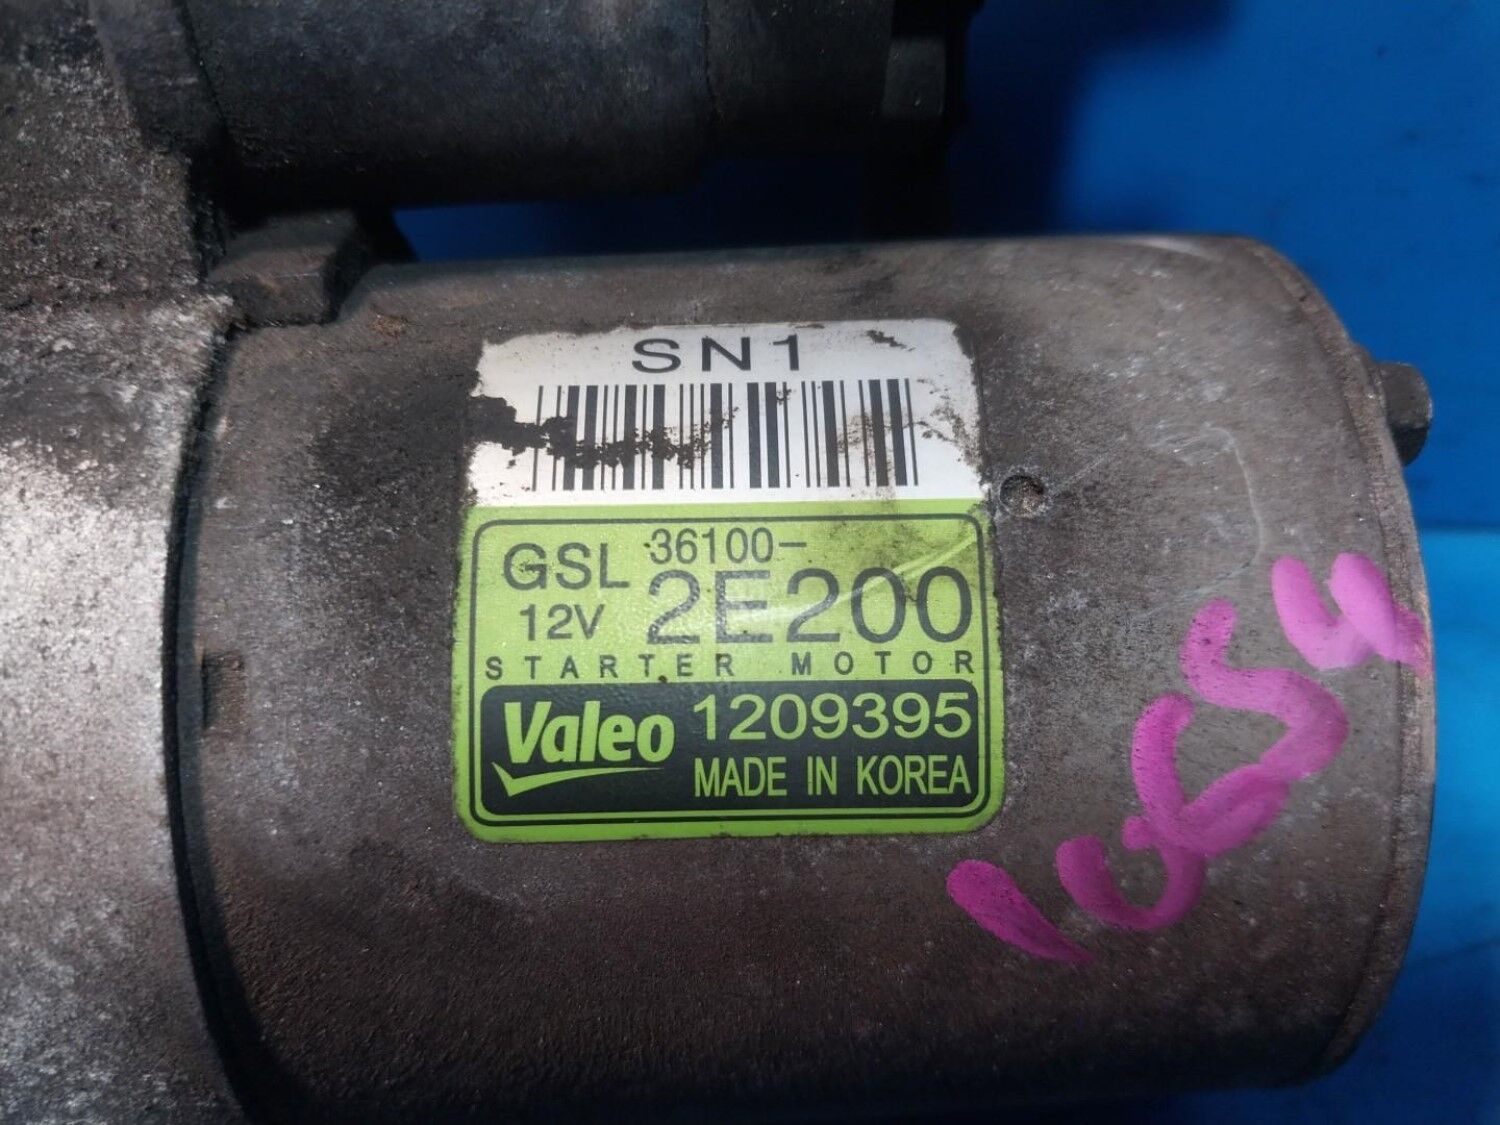 SN1
GSL 36100-
12V 2E200
STARTER MOTOR
Valeo 1209395
MADE IN KOREA